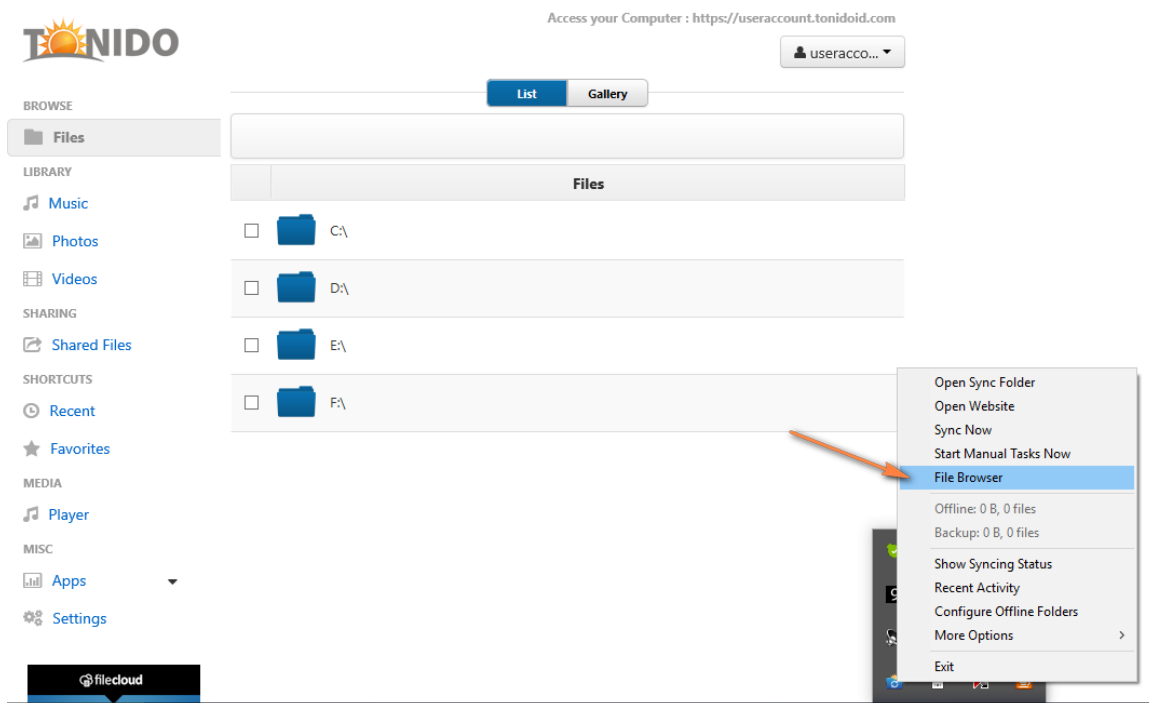 TONIDO
Access your Computer : https://useraccount.tonidoid.com
useracco...
BROWSE
Files
LIBRARY
Music
Photos
Videos
SHARING
Shared Files
SHORTCUTS
Recent
Favorites
MEDIA
Player
MISC
Apps
Settings
filecloud
List Gallery
Files
C:\
D:\
E:\
F:\
Open Sync Folder
Open Website
Sync Now
Start Manual Tasks Now
File Browser
Offline: 0 B, 0 files
Backup: 0 B, 0 files
Show Syncing Status
Recent Activity
Configure Offline Folders
More Options
Exit